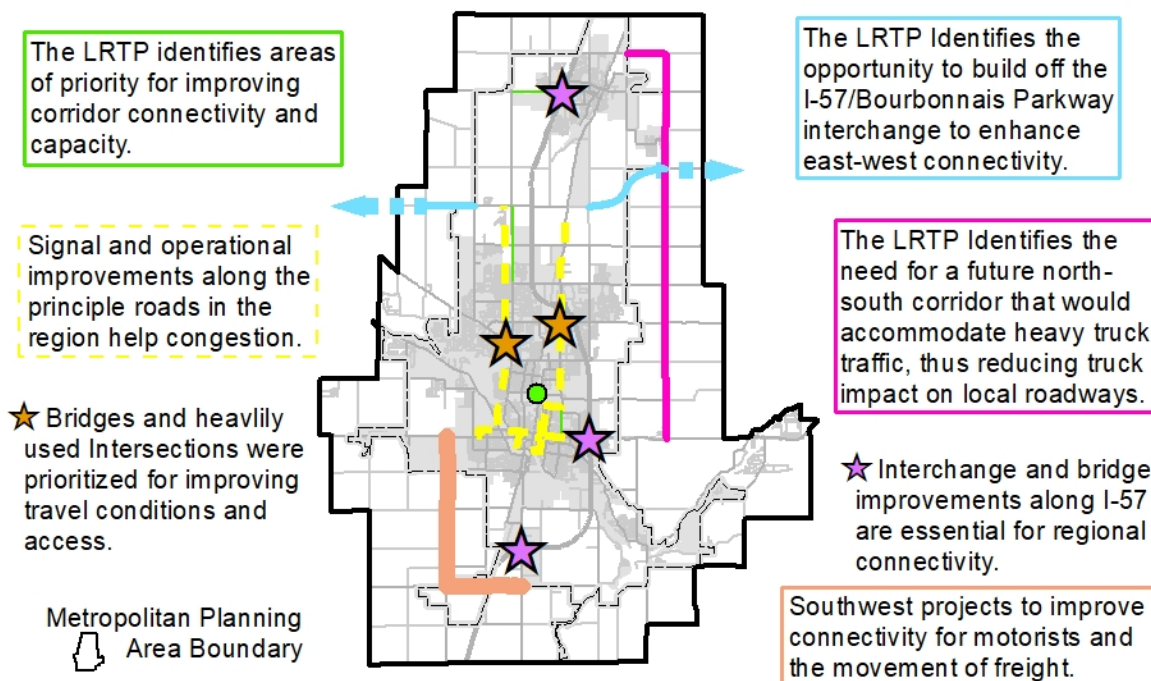 The LRTP identifies areas
of priority for improving
corridor connectivity and
capacity.
Signal and operational
improvements along the
principle roads in the
region help congestion.
Bridges and heavlily
used Intersections were
prioritized for improving
travel conditions and
access.
Metropolitan Planning
Area Boundary
The LRTP Identifies the
opportunity to build off the
I-57/Bourbonnais Parkway
interchange to enhance
east-west connectivity.
The LRTP Identifies the
need for a future north-
south corridor that would
accommodate heavy truck
traffic, thus reducing truck
impact on local roadways.
Interchange and bridge
improvements along I-57
are essential for regional
connectivity.
Southwest projects to improve
connectivity for motorists and
the movement of freight.